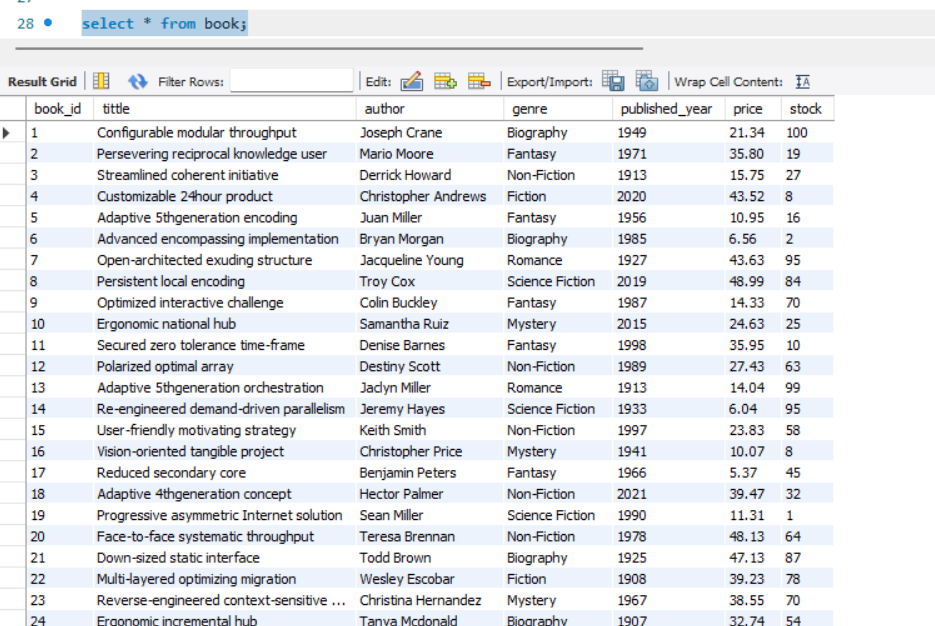 28 select * from book;
Result Grid Filter Rows: Edit: Export/Import: Wrap Cell Content:
book_id tittle author genre published_year price stock
1 Configurable modular throughput Joseph Crane Biography 1949 21.34 100
2 Persevering reciprocal knowledge user Mario Moore Fantasy 1971 35.80 19
3 Streamlined coherent initiative Derrick Howard Non-Fiction 1913 15.75 27
4 Customizable 24hour product Christopher Andrews Fiction 2020 43.52 8
5 Adaptive 5thgeneration encoding Juan Miller Fantasy 1956 10.95 16
6 Advanced encompassing implementation Bryan Morgan Biography 1985 6.56 2
7 Open-architected exuding structure Jacqueline Young Romance 1927 43.63 95
8 Persistent local encoding Troy Cox Science Fiction 2019 48.99 84
9 Optimized interactive challenge Colin Buckley Fantasy 1987 14.33 70
10 Ergonomic national hub Samantha Ruiz Mystery 2015 24.63 25
11 Secured zero tolerance time-frame Denise Barnes Fantasy 1998 35.95 10
12 Polarized optimal array Destiny Scott Non-Fiction 1989 27.43 63
13 Adaptive 5thgeneration orchestration Jaclyn Miller Romance 1913 14.04 99
14 Re-engineered demand-driven parallelism Jeremy Hayes Science Fiction 1933 6.04 95
15 User-friendly motivating strategy Keith Smith Non-Fiction 1997 23.83 58
16 Vision-oriented tangible project Christopher Price Mystery 1941 10.07 8
17 Reduced secondary core Benjamin Peters Fantasy 1966 5.37 45
18 Adaptive 4thgeneration concept Hector Palmer Non-Fiction 2021 39.47 32
19 Progressive asymmetric Internet solution Sean Miller Science Fiction 1990 11.31 1
20 Face-to-face systematic throughput Teresa Brennan Non-Fiction 1978 48.13 64
21 Down-sized static interface Todd Brown Biography 1925 47.13 87
22 Multi-layered optimizing migration Wesley Escobar Fiction 1908 39.23 78
23 Reverse-engineered context-sensitive ... Christina Hernandez Mystery 1967 38.55 70
24 Ergonomic incremental hub Tanya Mcdonald Biography 1907 32.74 54